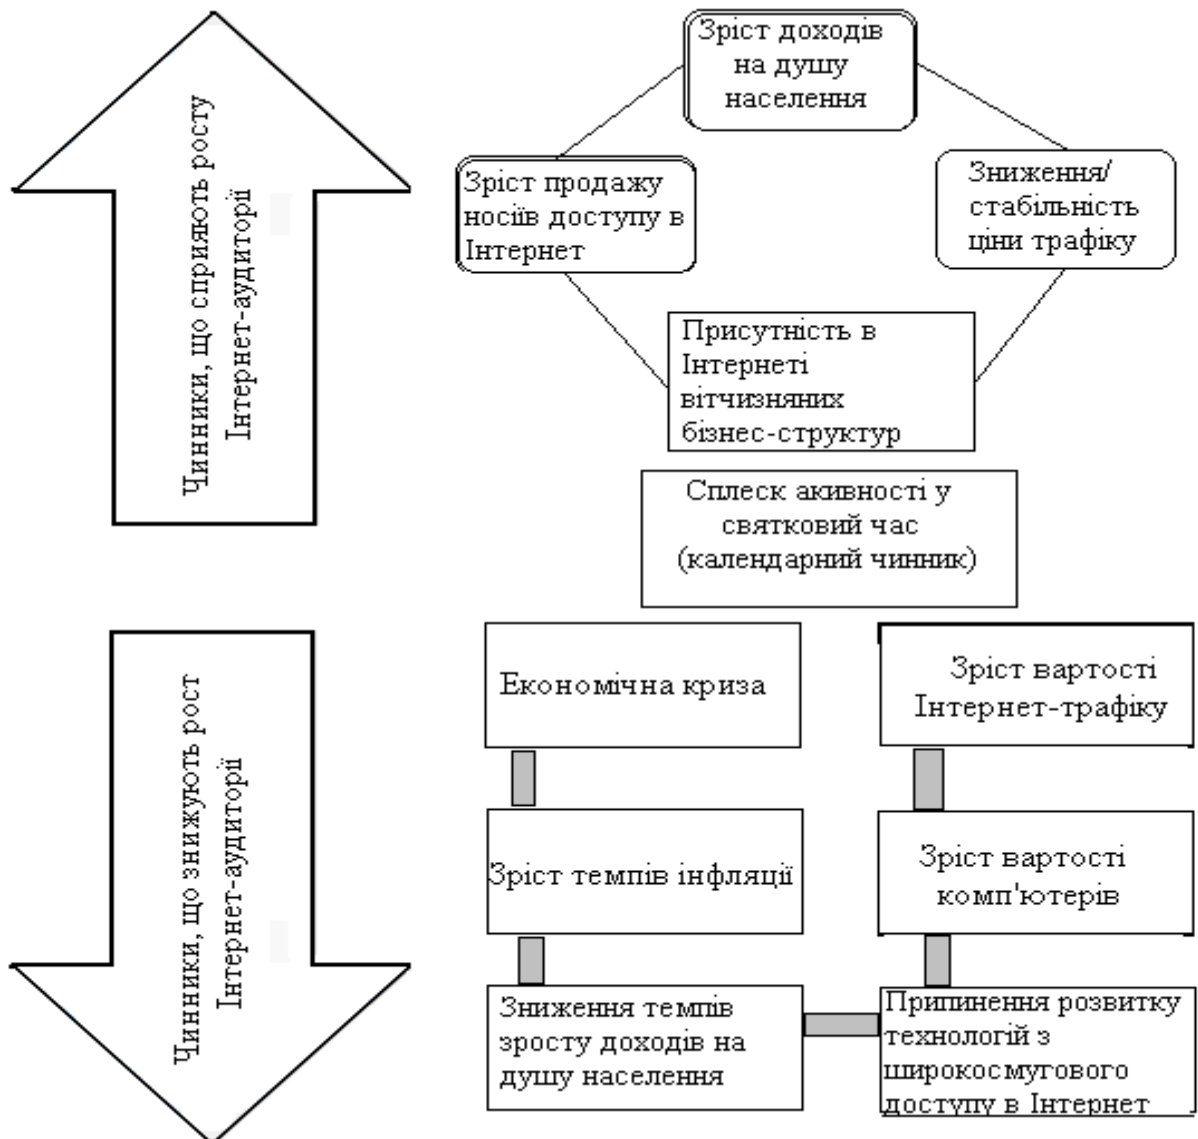 Чинники, що сприяють росту
Інтернет-аудиторії
Зріст доходів
на душу
населення
Зріст продажу
носіїв доступу в
Інтернет
Зниження/
стабільність
ціни трафіку
Присутність в
Інтернеті
вітчизняних
бізнес-структур
Сплеск акивності у
святковий час
(календарний чинник)
Чинники, що знижують рост
Інтернет-аудиторії
Економічна криза
Зріст вартості
Інтернет-трафіку
Зріст темпів інфляції
Зріст вартості
комп'ютерів
Зниження темпів
зросту доходів на
душу населення
Припинення розвитку
технологій з
широкосмугового
доступу в Інтернет